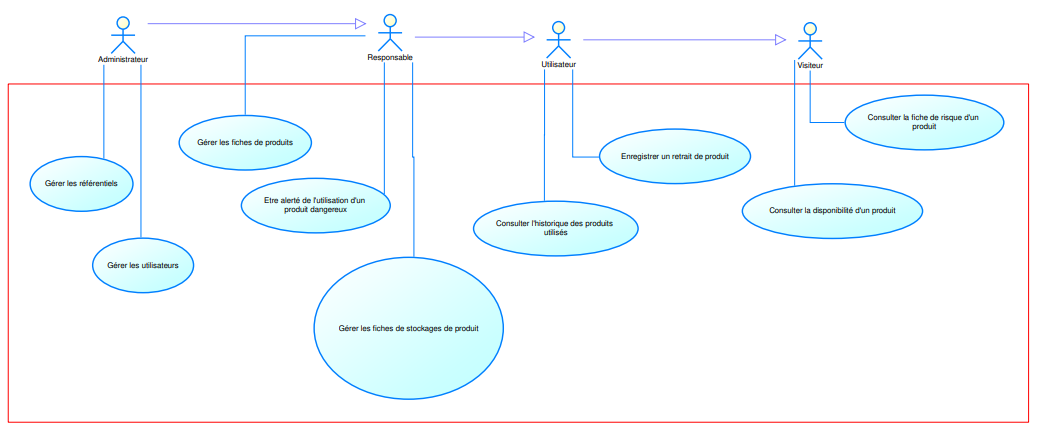 Administrateur
Responsable
Utilisateur
Visiteur
Consulter la fiche de risque d'un
produit
Gérer les fiches de produits
Enregistrer un retrait de produit
Gérer les référentiels
Etre alerté de l'utilisation d'un
produit dangereux
Consulter la disponibilité d'un produit
Consulter l'historique des produits
utilisés
Gérer les utilisateurs
Gérer les fiches de stockages de produit